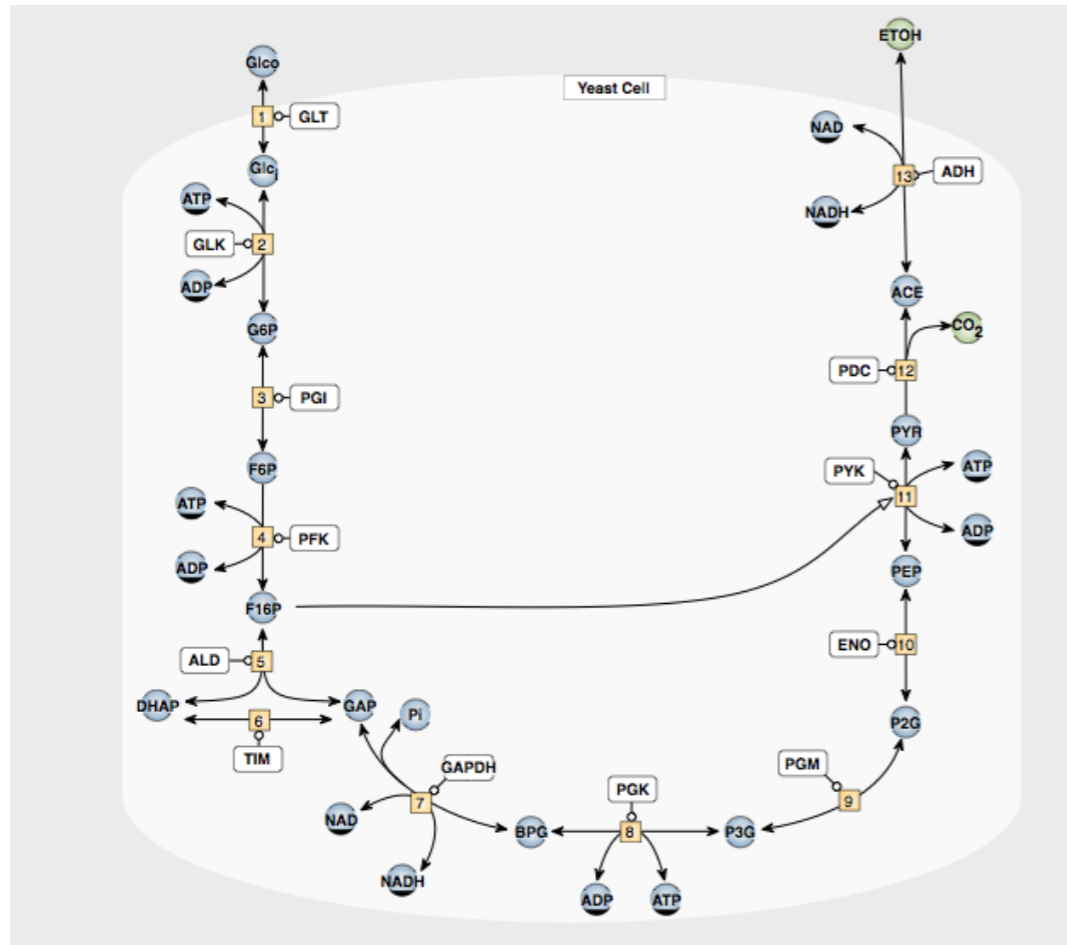 Glco
1
GLT
Glci
ATP
GLK
2
ADP
G6P
3
PGI
F6P
ATP
4
PFK
ADP
F16P
ALD
5
DHAP
GAP
6
TIM
Pi
GAPDH
7
NAD
NADH
BPG
PGK
8
ADP
ATP
P3G
PGM
9
P2G
ENO
10
PEP
PYK
11
ATP
ADP
PYR
PDC
12
CO2
ACE
13
ADH
NAD
NADH
ETOH
Yeast Cell